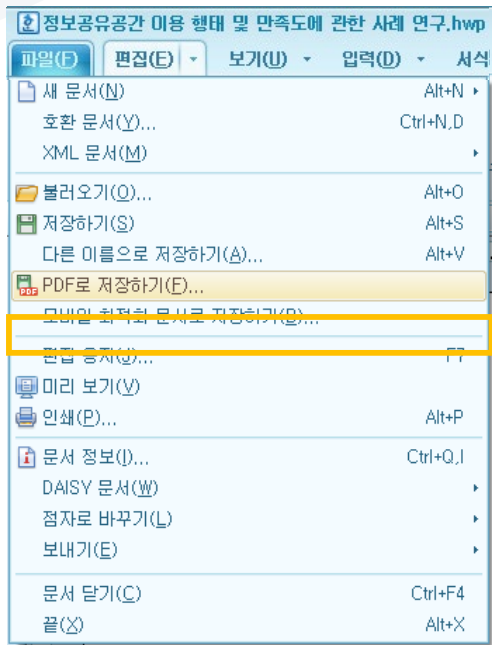 정보공유공간 이용 행태 및 만족도에 관한 사례 연구.hwp
파일(F) 편집(E) 보기(U) 입력(D) 서식
새 문서(N) Alt+N
호환 문서(Y)... Ctrl+N,D
XML 문서(M)
불러오기(O)... Alt+O
저장하기(S) Alt+S
다른 이름으로 저장하기(A)... Alt+V
PDF로 저장하기(F)...
모바일 최적화 문서로 저장하기(B)...
편집 용지(J)... F7
미리 보기(V)
인쇄(P)... Alt+P
문서 정보(I)... Ctrl+Q,I
DAISY 문서(W)
점자로 바꾸기(L)
보내기(E)
문서 닫기(C) Ctrl+F4
끝(X) Alt+X